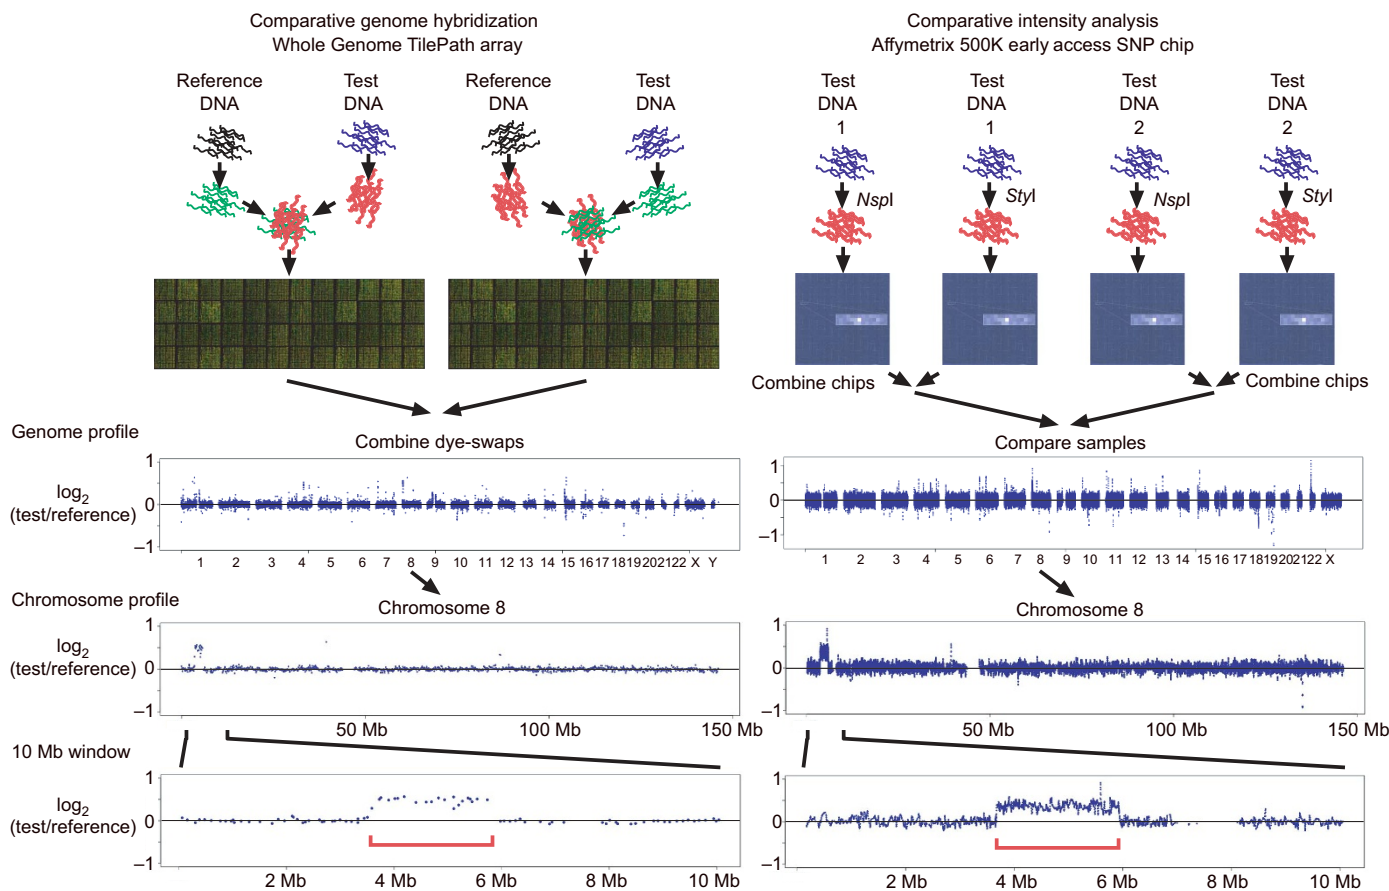 Comparative genome hybridization
Whole Genome TilePath array
Comparative intensity analysis
Affymetrix 500K early access SNP chip
Reference
DNA
Test
DNA
Reference
DNA
Test
DNA
Test
DNA
1
Test
DNA
1
Test
DNA
2
Test
DNA
2
NspI
StyI
NspI
StyI
Combine chips
Combine chips
Genome profile
Combine dye-swaps
Compare samples
log2
(test/reference)
1
0
–1
1 2 3 4 5 6 7 8 9 10 11 12 13 14 15 16 17 18 19 20 21 22 X Y
1
0
–1
1 2 3 4 5 6 7 8 9 10 11 12 13 14 15 16 17 18 19 20 21 22 X
Chromosome profile
Chromosome 8
Chromosome 8
log2
(test/reference)
1
0
–1
50 Mb 100 Mb 150 Mb
1
0
–1
50 Mb 100 Mb 150 Mb
10 Mb window
log2
(test/reference)
1
0
–1
2 Mb 4 Mb 6 Mb 8 Mb 10 Mb
1
0
–1
2 Mb 4 Mb 6 Mb 8 Mb 10 Mb